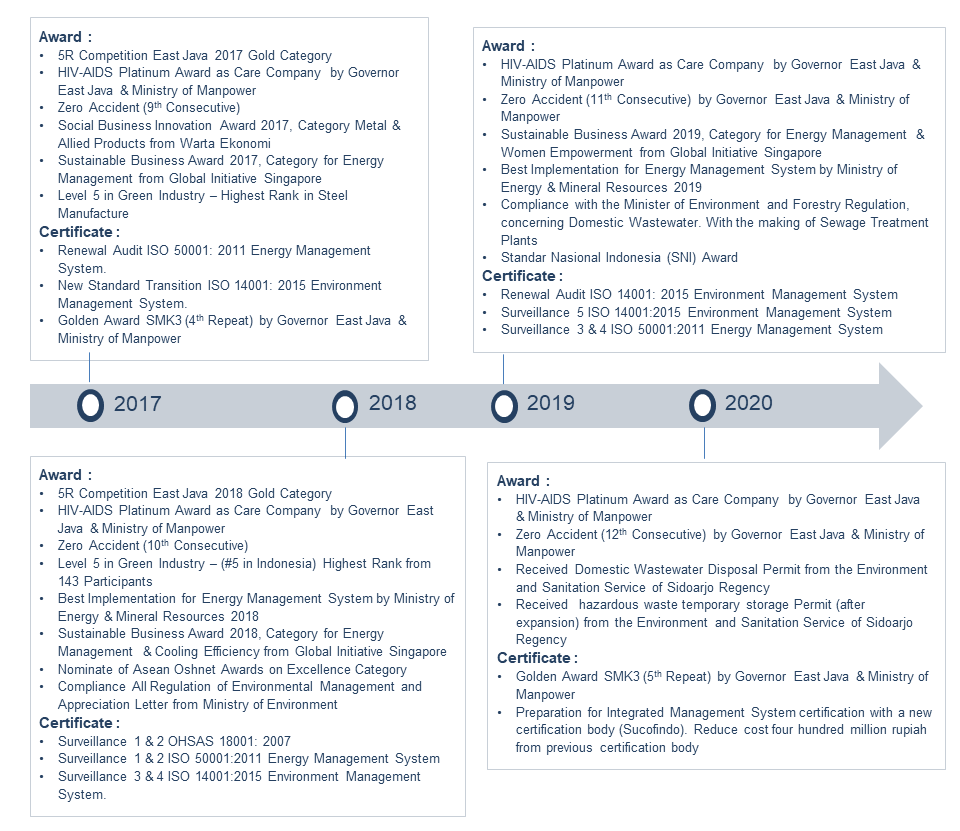 Award :
• 5R Competition East Java 2017 Gold Category
• HIV-AIDS Platinum Award as Care Company by Governor
East Java & Ministry of Manpower
• Zero Accident (9th Consecutive)
• Social Business Innovation Award 2017, Category Metal &
Allied Products from Warta Ekonomi
• Sustainable Business Award 2017, Category for Energy
Management from Global Initiative Singapore
• Level 5 in Green Industry – Highest Rank in Steel
Manufacture
Certificate :
• Renewal Audit ISO 50001: 2011 Energy Management
System.
• New Standard Transition ISO 14001: 2015 Environment
Management System.
• Golden Award SMK3 (4th Repeat) by Governor East Java &
Ministry of Manpower
Award :
• HIV-AIDS Platinum Award as Care Company by Governor East Java &
Ministry of Manpower
• Zero Accident (11th Consecutive) by Governor East Java & Ministry of
Manpower
• Sustainable Business Award 2019, Category for Energy Management &
Women Empowerment from Global Initiative Singapore
• Best Implementation for Energy Management System by Ministry of
Energy & Mineral Resources 2019
• Compliance with the Minister of Environment and Forestry Regulation,
concerning Domestic Wastewater. With the making of Sewage Treatment
Plants
• Standar Nasional Indonesia (SNI) Award
Certificate :
• Renewal Audit ISO 14001: 2015 Environment Management System
• Surveillance 5 ISO 14001:2015 Environment Management System
• Surveillance 3 & 4 ISO 50001:2011 Energy Management System
2017
2018
2019
2020
Award :
• 5R Competition East Java 2018 Gold Category
• HIV-AIDS Platinum Award as Care Company by Governor East
Java & Ministry of Manpower
• Zero Accident (10th Consecutive)
• Level 5 in Green Industry – (#5 in Indonesia) Highest Rank from
143 Participants
• Best Implementation for Energy Management System by Ministry of
Energy & Mineral Resources 2018
• Sustainable Business Award 2018, Category for Energy
Management & Cooling Efficiency from Global Initiative Singapore
• Nominate of Asean Oshnet Awards on Excellence Category
• Compliance All Regulation of Environmental Management and
Appreciation Letter from Ministry of Environment
Certificate :
• Surveillance 1 & 2 OHSAS 18001: 2007
• Surveillance 1 & 2 ISO 50001:2011 Energy Management System
• Surveillance 3 & 4 ISO 14001:2015 Environment Management
System.
Award :
• HIV-AIDS Platinum Award as Care Company by Governor East Java
& Ministry of Manpower
• Zero Accident (12th Consecutive) by Governor East Java & Ministry of
Manpower
• Received Domestic Wastewater Disposal Permit from the Environment
and Sanitation Service of Sidoarjo Regency
• Received hazardous waste temporary storage Permit (after
expansion) from the Environment and Sanitation Service of Sidoarjo
Regency
Certificate :
• Golden Award SMK3 (5th Repeat) by Governor East Java & Ministry of
Manpower
• Preparation for Integrated Management System certification with a new
certification body (Sucofindo). Reduce cost four hundred million rupiah
from previous certification body